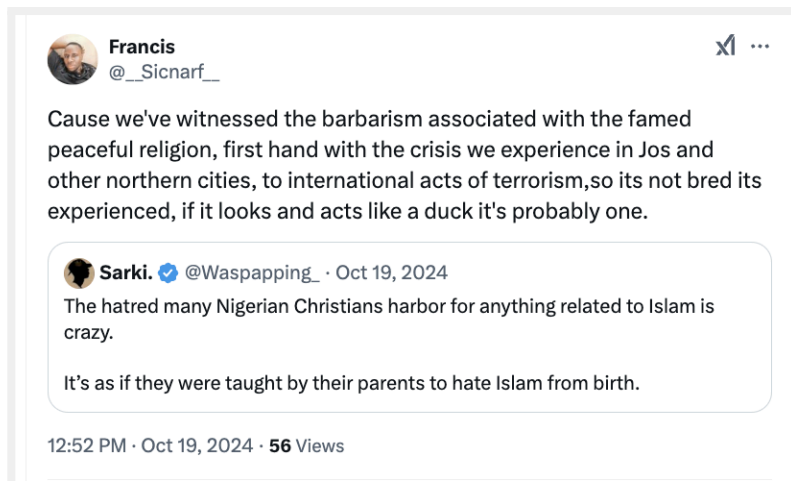 Francis
@__Sicnarf__
Cause we've witnessed the barbarism associated with the famed
peaceful religion, first hand with the crisis we experience in Jos and
other northern cities, to international acts of terrorism,so its not bred its
experienced, if it looks and acts like a duck it's probably one.
Sarki. @Waspapping_ · Oct 19, 2024
The hatred many Nigerian Christians harbor for anything related to Islam is
crazy.
It’s as if they were taught by their parents to hate Islam from birth.
12:52 PM · Oct 19, 2024 · 56 Views